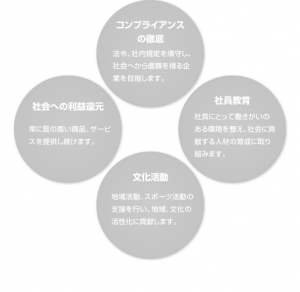 コンプライアンス
の徹底
法令、社内規定を順守し、
社会へから信頼を得る企
業を目指します。
社会への利益還元
常に質の高い商品、サービ
スを提供し続けます。
社員教育
社員にとって働きがいの
ある環境を整え、社会に貢
献する人材の育成に取り
組みます。
文化活動
地域活動、スポーツ活動の
支援を行い、地域、文化の
活性化に貢献します。